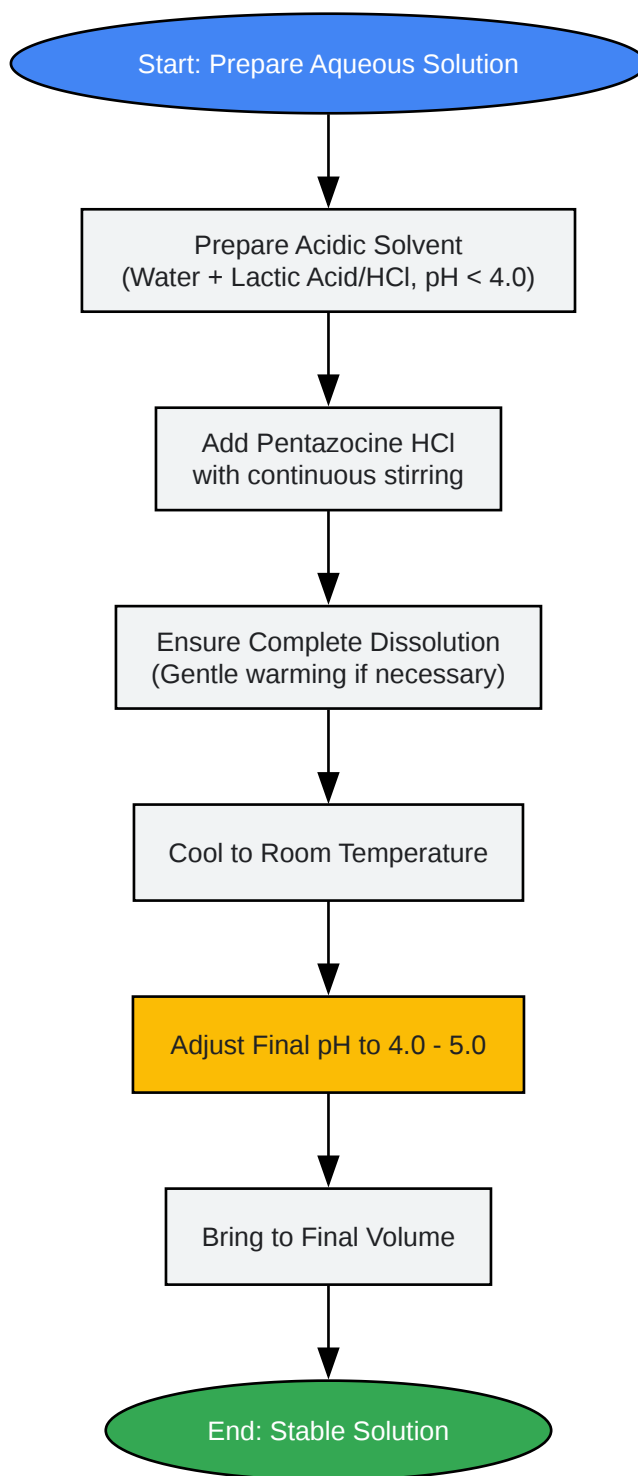 Start: Prepare Aqueous Solution
Prepare Acidic Solvent
(Water + Lactic Acid/HCl, pH < 4.0)
Add Pentazocine HCl
with continuous stirring
Ensure Complete Dissolution
(Gentle warming if necessary)
Cool to Room Temperature
Adjust Final pH to 4.0 - 5.0
Bring to Final Volume
End: Stable Solution